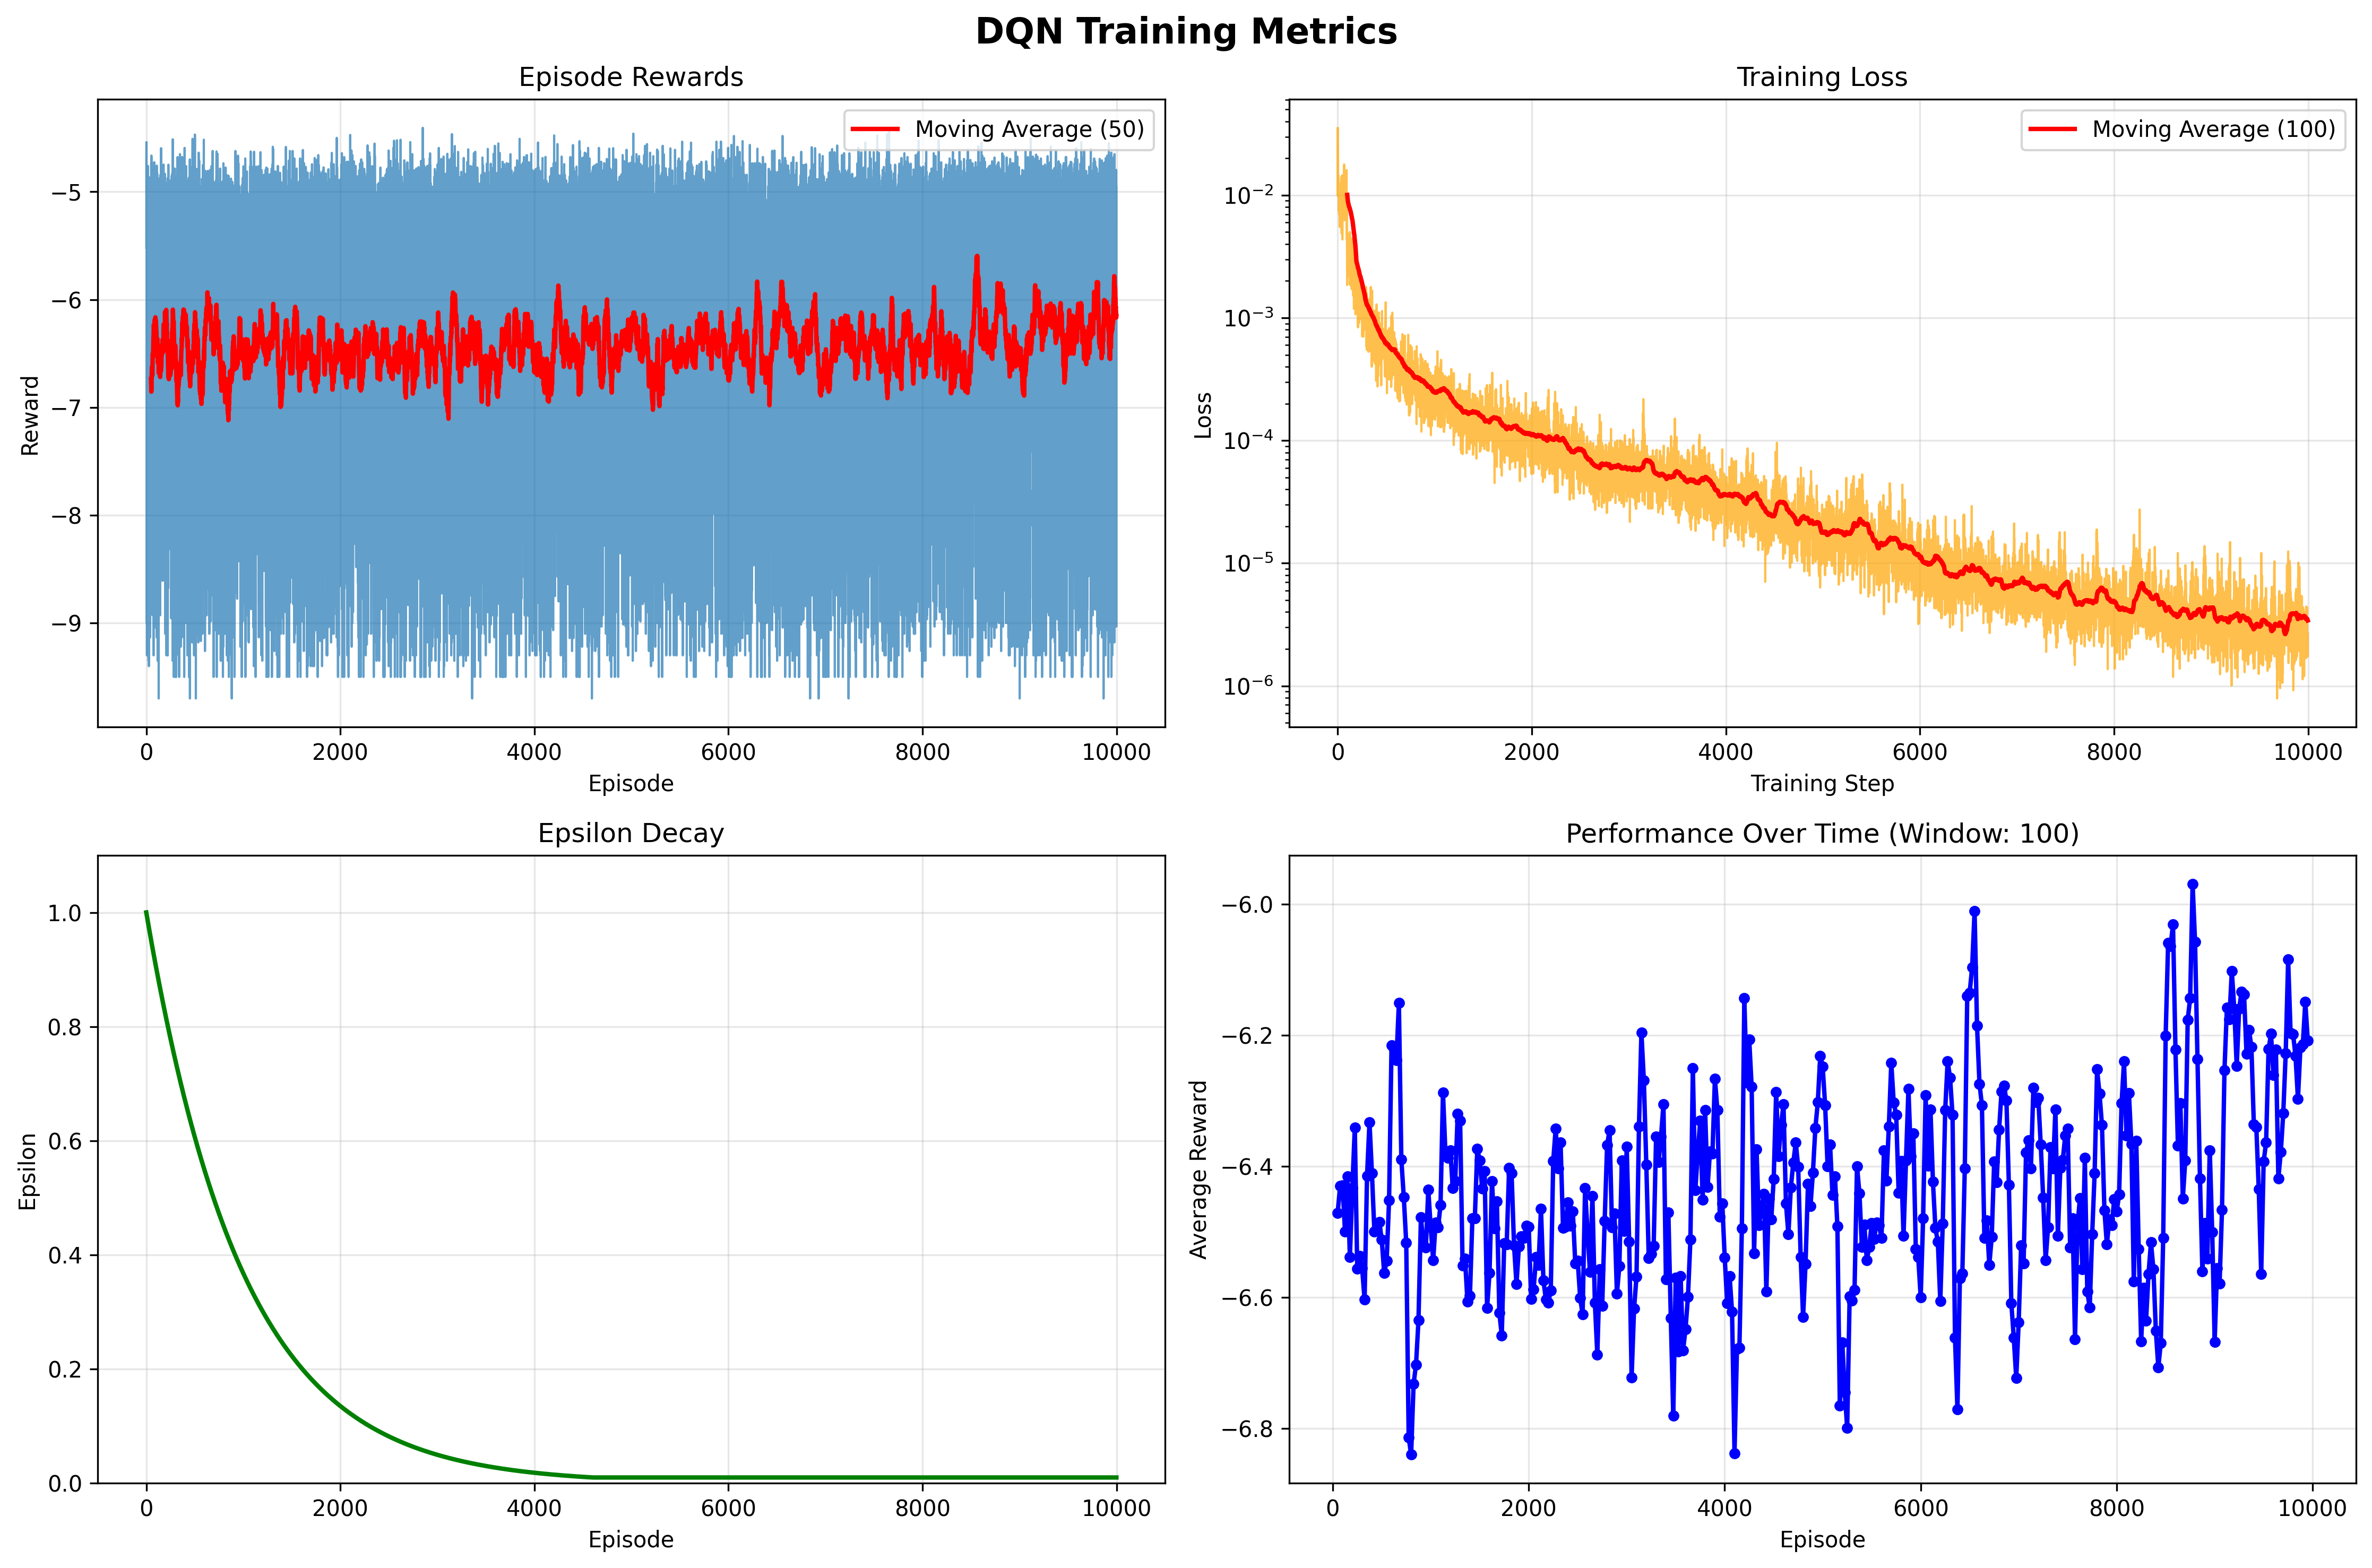 DQN Training Metrics
Episode Rewards
Moving Average (50)
−5
−6
−7
−8
−9
Reward
0 2000 4000 6000 8000 10000
Episode
Training Loss
Moving Average (100)
10⁻²
10⁻³
10⁻⁴
10⁻⁵
10⁻⁶
Loss
0 2000 4000 6000 8000 10000
Training Step
Epsilon Decay
1.0
0.8
0.6
0.4
0.2
0.0
Epsilon
0 2000 4000 6000 8000 10000
Episode
Performance Over Time (Window: 100)
−6.0
−6.2
−6.4
−6.6
−6.8
Average Reward
0 2000 4000 6000 8000 10000
Episode